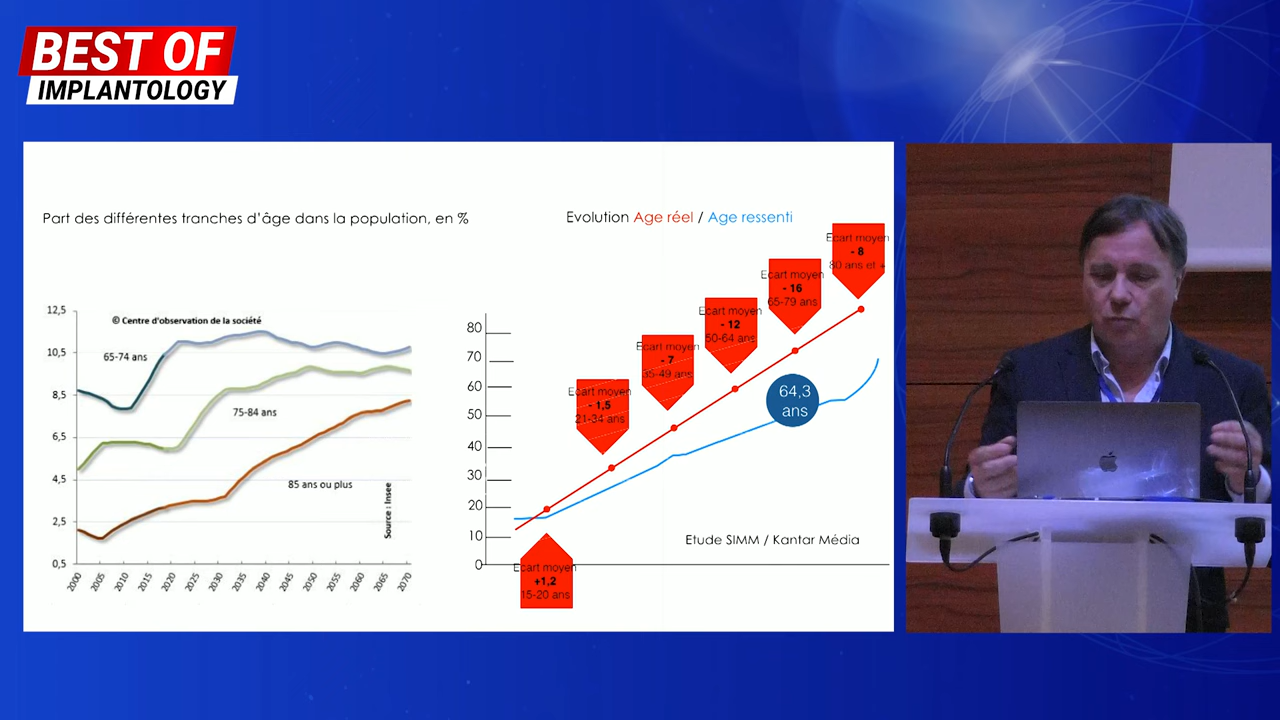 BEST OF
IMPLANTOLOGY
Part des différentes tranches d'âge dans la population, en %
12,5
10,5
8,5
6,5
4,5
2,5
0,5
© Centre d'observation de la société
65-74 ans
75-84 ans
85 ans ou plus
Source : Insee
2000
2005
2010
2015
2020
2025
2030
2035
2040
2045
2050
2055
2060
2065
2070
Evolution Age réel / Age ressenti
80
70
60
50
40
30
20
10
0
Ecart moyen
+1,2
15-20 ans
Ecart moyen
- 1,5
21-34 ans
Ecart moyen
- 7
35-49 ans
Ecart moyen
- 12
50-64 ans
Ecart moyen
- 16
65-79 ans
Ecart moyen
- 8
80 ans et +
64,3
ans
Etude SIMM / Kantar Média